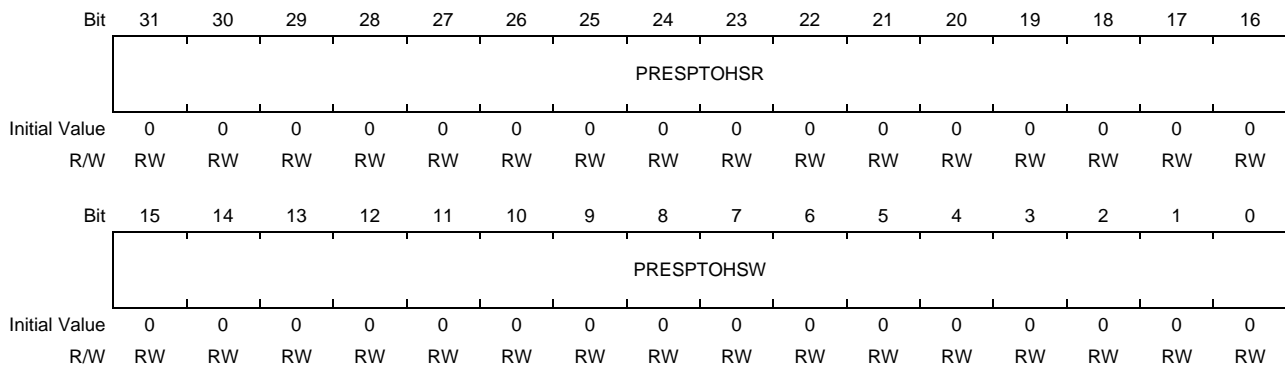 Bit 31 30 29 28 27 26 25 24 23 22 21 20 19 18 17 16
PRESPTOHSR
Initial Value 0 0 0 0 0 0 0 0 0 0 0 0 0 0 0 0
R/W RW RW RW RW RW RW RW RW RW RW RW RW RW RW RW RW
Bit 15 14 13 12 11 10 9 8 7 6 5 4 3 2 1 0
PRESPTOHSW
Initial Value 0 0 0 0 0 0 0 0 0 0 0 0 0 0 0 0
R/W RW RW RW RW RW RW RW RW RW RW RW RW RW RW RW RW